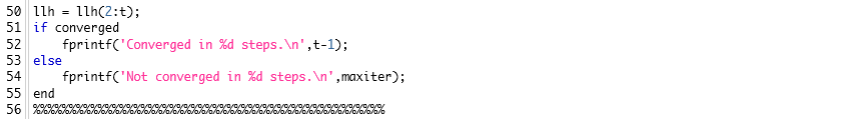 50 llh = llh(2:t);
51 if converged
52     fprintf('Converged in %d steps.\n',t-1);
53 else
54     fprintf('Not converged in %d steps.\n',maxiter);
55 end
56 %%%%%%%%%%%%%%%%%%%%%%%%%%%%%%%%%%%%%%%%%%%%%%%%%